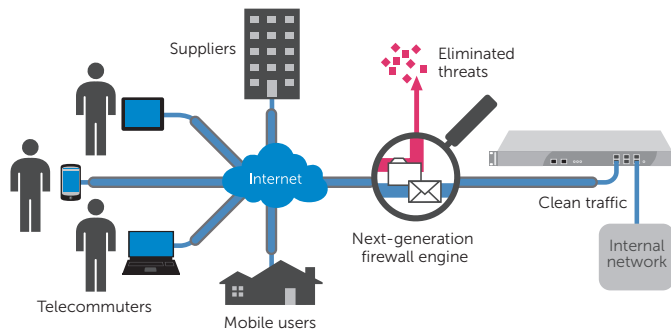 Suppliers
Eliminated
threats
Internet
Clean traffic
Next-generation
firewall engine
Internal
network
Telecommuters
Mobile users